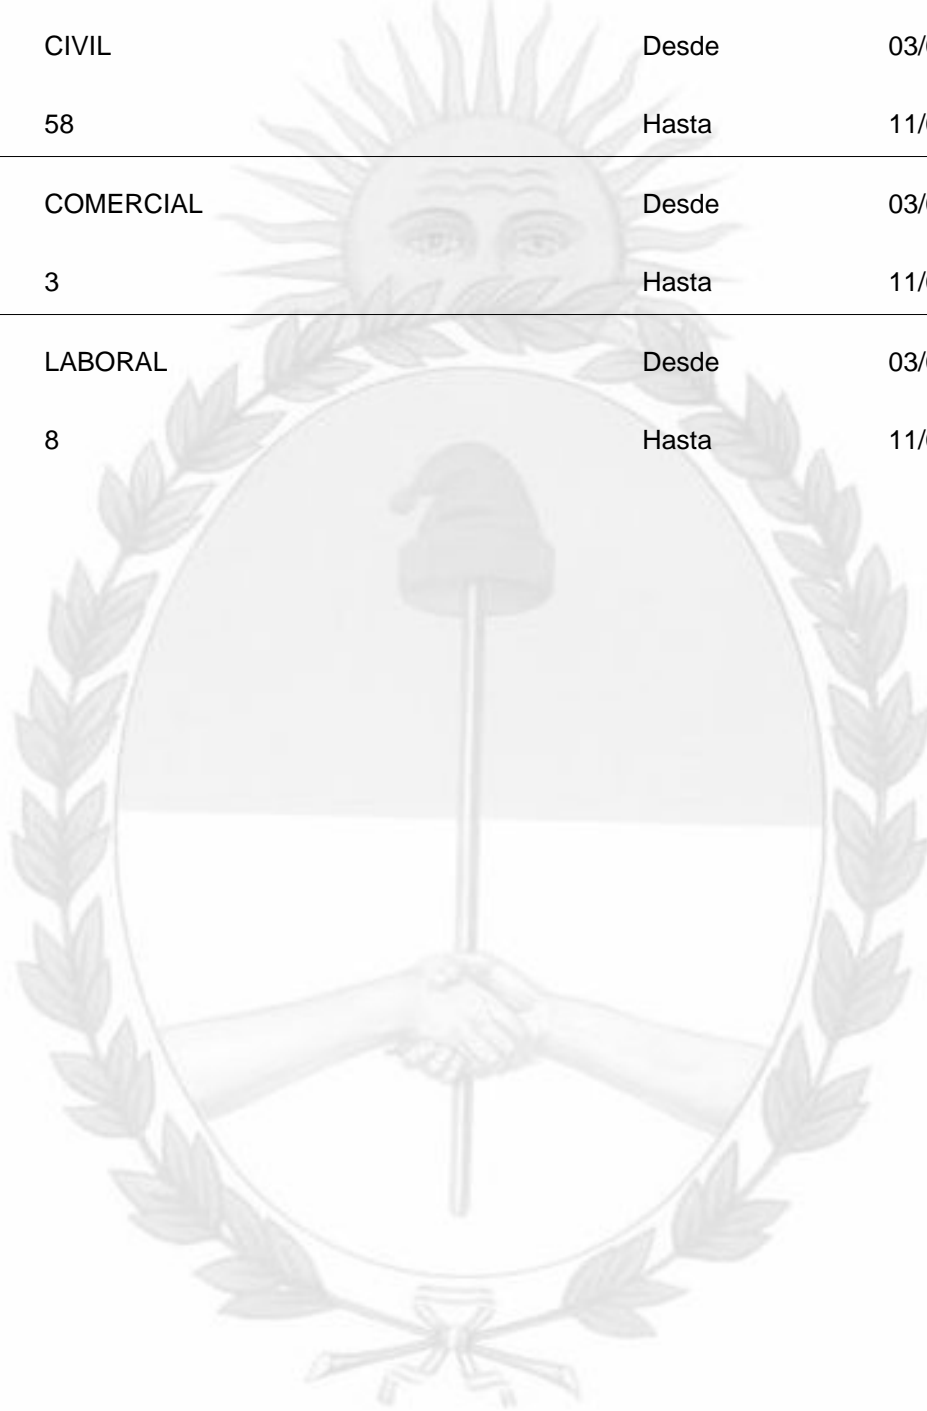 CIVIL Desde 03/
58 Hasta 11/
COMERCIAL Desde 03/
3 Hasta 11/
LABORAL Desde 03/
8 Hasta 11/